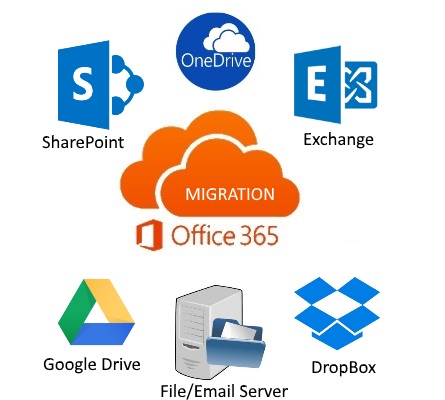 OneDrive
S
E
SharePoint
Exchange
MIGRATION
Office 365
Google Drive
DropBox
File/Email Server